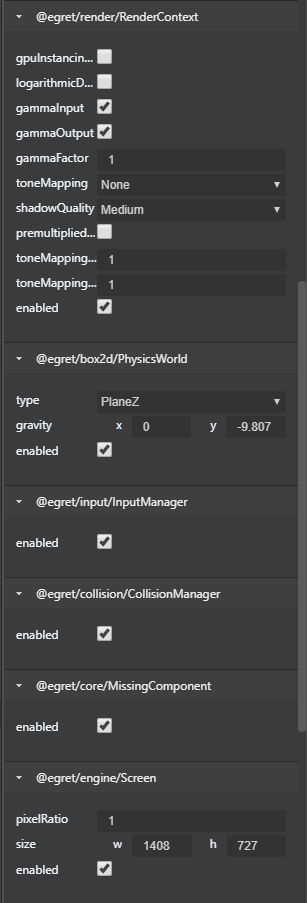 @egret/render/RenderContext
gpuInstancin...
logarithmicD...
gammaInput
gammaOutput
gammaFactor 1
toneMapping None
shadowQuality Medium
premultiplied...
toneMapping... 1
toneMapping... 1
enabled
@egret/box2d/PhysicsWorld
type PlaneZ
gravity x 0 y -9.807
enabled
@egret/input/InputManager
enabled
@egret/collision/CollisionManager
enabled
@egret/core/MissingComponent
enabled
@egret/engine/Screen
pixelRatio 1
size w 1408 h 727
enabled